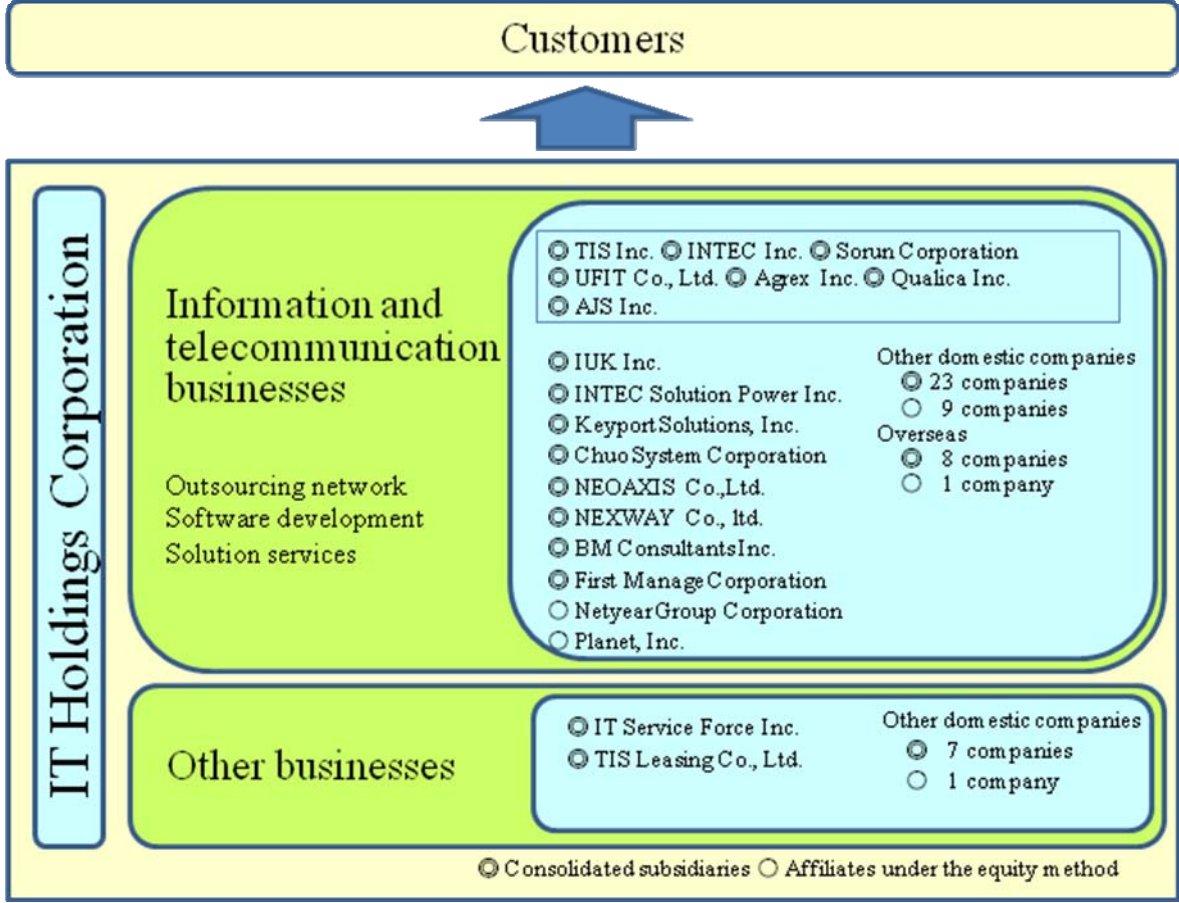 Customers
IT Holdings Corporation
Information and
telecommunication
businesses
Outsourcing network
Software development
Solution services
◎ TIS Inc. ◎ INTEC Inc. ◎ Sorun Corporation
◎ UFIT Co., Ltd. ◎ Agrex Inc. ◎ Qualica Inc.
◎ AJS Inc.
◎ IUK Inc.
◎ INTEC Solution Power Inc.
◎ Keyport Solutions, Inc.
◎ Chuo System Corporation
◎ NEOAXIS Co.,Ltd.
◎ NEXWAY Co., ltd.
◎ BM Consultants Inc.
◎ First Manage Corporation
○ Netyear Group Corporation
○ Planet, Inc.
Other domestic companies
◎ 23 companies
○ 9 companies
Overseas
◎ 8 companies
○ 1 company
Other businesses
◎ IT Service Force Inc.
◎ TIS Leasing Co., Ltd.
Other domestic companies
◎ 7 companies
○ 1 company
◎ Consolidated subsidiaries ○ Affiliates under the equity method